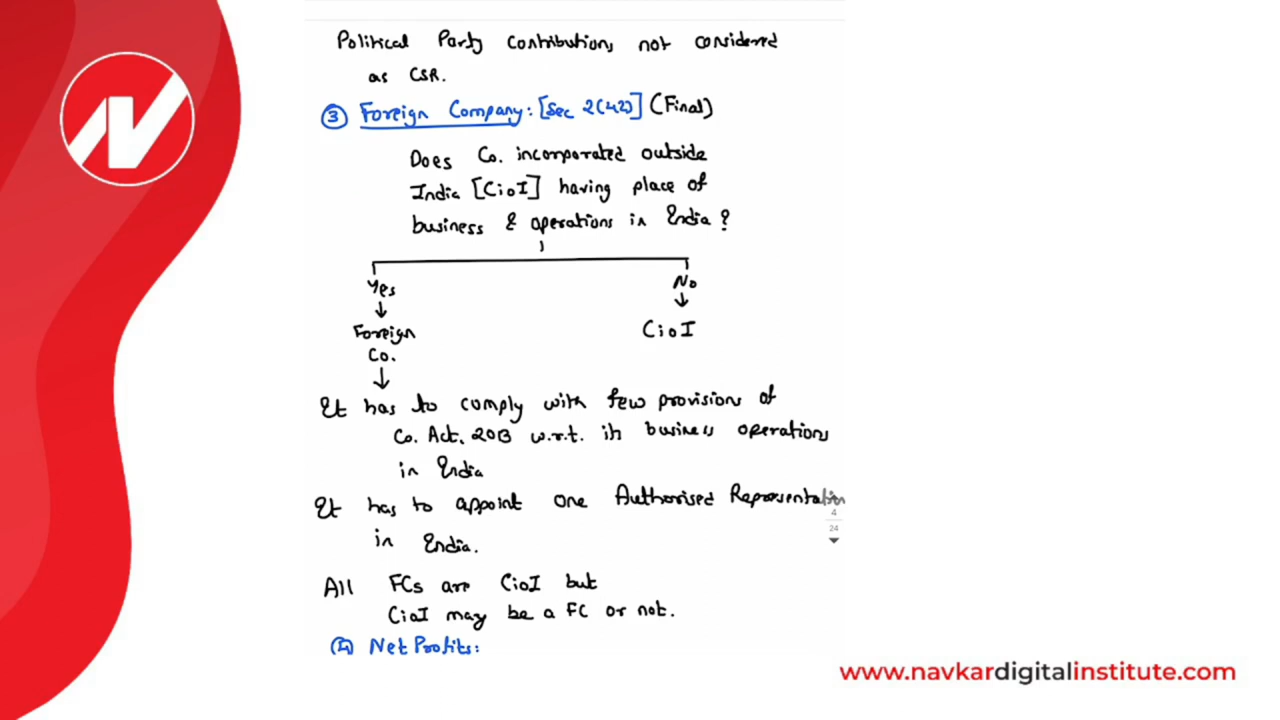 Political Party Contributions not considered
as CSR.
③ Foreign Company: [Sec 2(42)] (Final)
Does Co. incorporated outside
India [CioI] having place of
business & operations in India?
Yes
No
↓
↓
Foreign
CioI
Co.
↓
It has to comply with few provisions of
Co. Act, 2013 w.r.t. its business operations
in India
It has to appoint one Authorised Representative
4
24
in India.
All FCs are CioI but
CioI may be a FC or not.
④ Net Profits:
www.navkardigitalinstitute.com